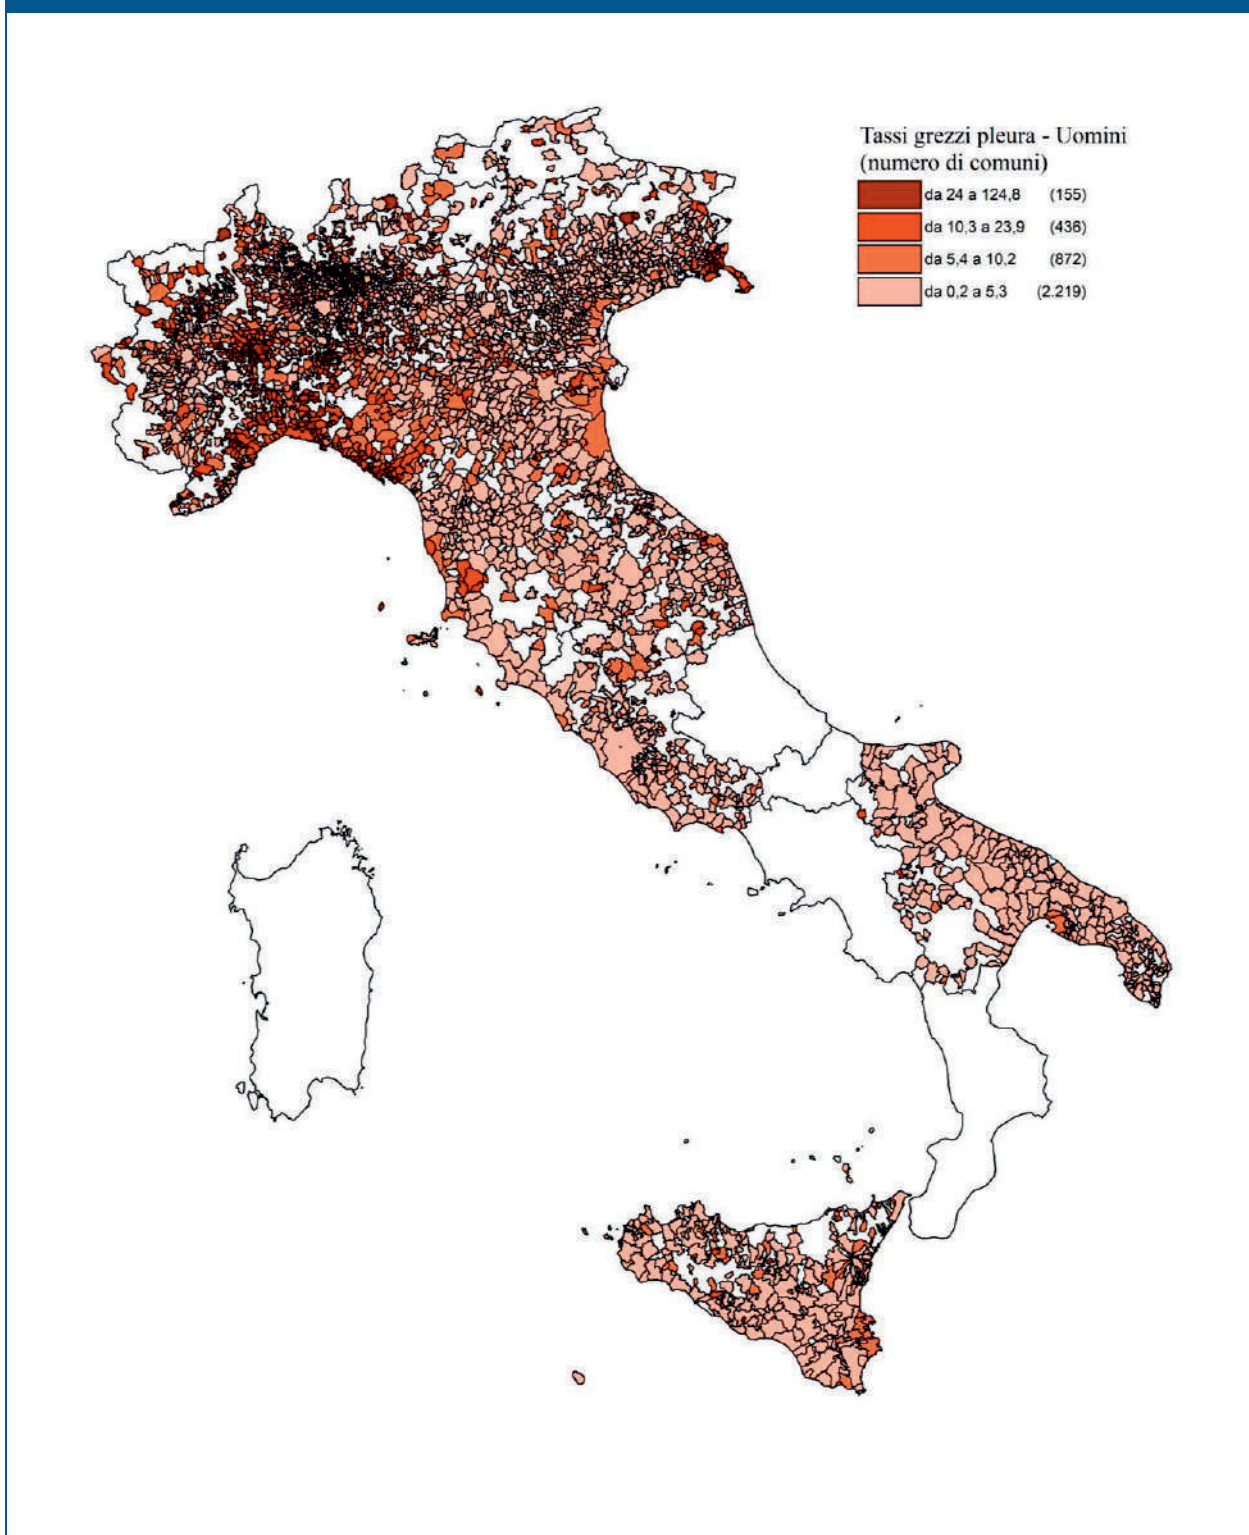 Tassi grezzi pleura - Uomini
(numero di comuni)
da 24 a 124,8 (155)
da 10,3 a 23,9 (436)
da 5,4 a 10,2 (872)
da 0,2 a 5,3 (2.219)